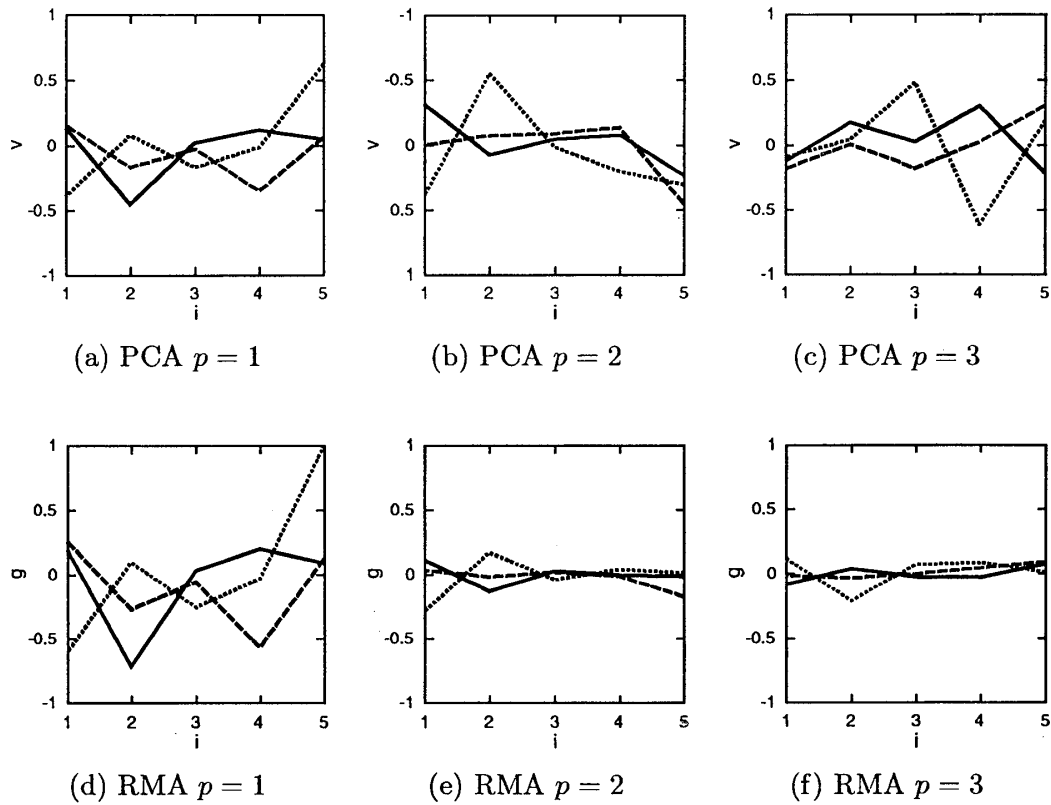 1
0.5
v
0
-0.5
-1
1 2 3 4 5
i
(a) PCA p = 1
-1
-0.5
v
0
0.5
1
1 2 3 4 5
i
(b) PCA p = 2
1
0.5
v
0
-0.5
-1
1 2 3 4 5
i
(c) PCA p = 3
1
0.5
g
0
-0.5
-1
1 2 3 4 5
i
(d) RMA p = 1
1
0.5
g
0
-0.5
-1
1 2 3 4 5
i
(e) RMA p = 2
1
0.5
g
0
-0.5
-1
1 2 3 4 5
i
(f) RMA p = 3